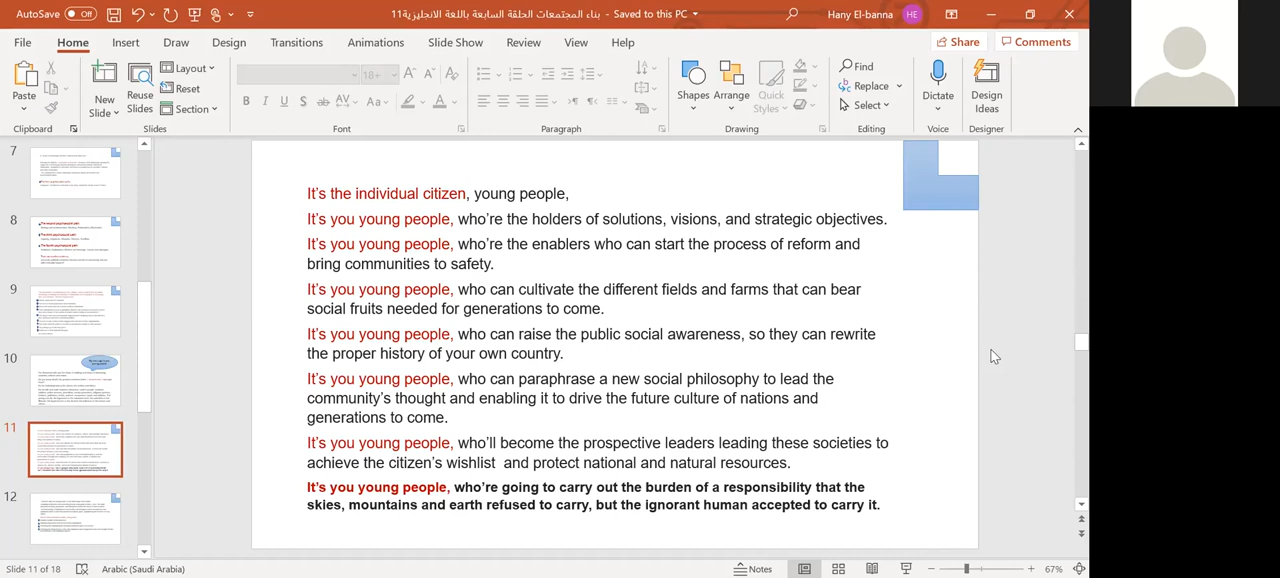 AutoSave Off
بناء المجتمعات الحلقة السابعة باللغة الانجليزية11 - Saved to this PC
Hany El-banna HE
File Home Insert Draw Design Transitions Animations Slide Show Review View Help Share Comments
Paste New Slide Reuse Slides Layout Reset Section 18+ Shapes Arrange Quick Styles Find Replace Select Dictate Design Ideas
Clipboard Slides Font Paragraph Drawing Editing Voice Designer
7
8
9
10
11
12
It's the individual citizen, young people,
It's you young people, who're the holders of solutions, visions, and strategic objectives.
It's you young people, who're the enablers who can start the process of reform and
bring communities to safety.
It's you young people, who can cultivate the different fields and farms that can bear
the fruits needed for generations to come.
It's you young people, who can raise the public social awareness, so they can rewrite
the proper history of your own country.
It's you young people, who can paraphrase a new social philosophy to lead the
community's thought and enabling it to drive the future culture of nations and
generations to come.
It's you young people, who become the prospective leaders lead these societies to
the citizen's wishes and protect national and natural resources.
It's you young people, who're going to carry out the burden of a responsibility that the
skies, mountains and earth refused to carry, but the ignorant human accepted to carry it.
Slide 11 of 18 Arabic (Saudi Arabia) Notes 67%